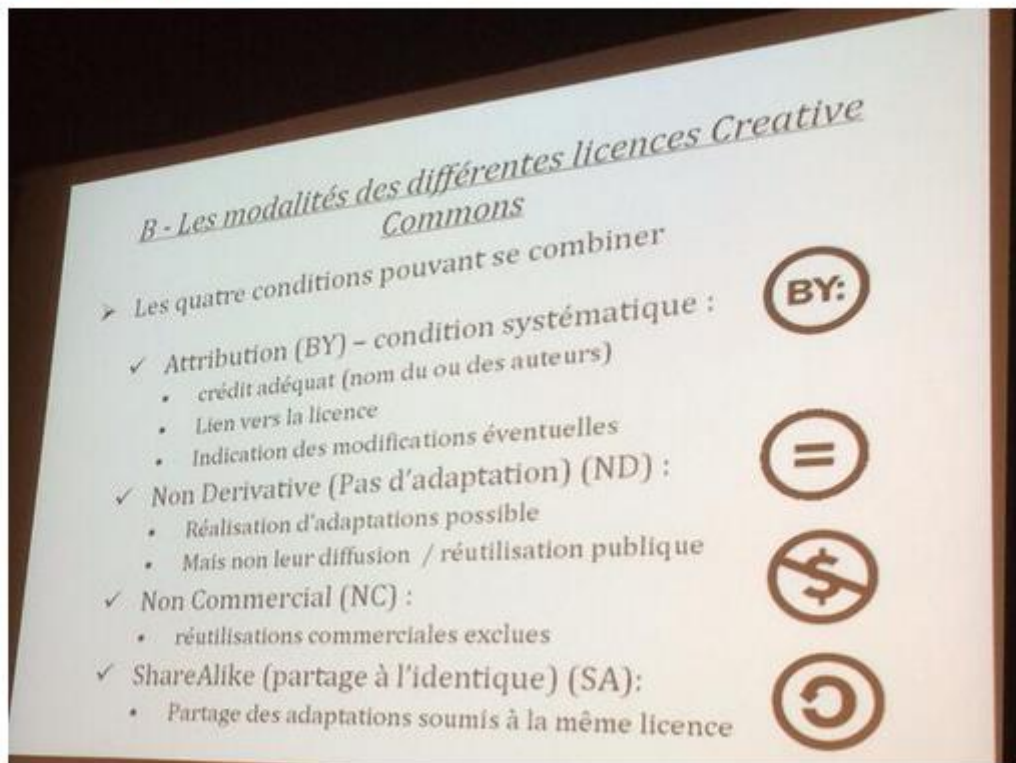 B - Les modalités des différentes licences Creative
Commons
➢ Les quatre conditions pouvant se combiner
✓ Attribution (BY) – condition systématique :
• crédit adéquat (nom du ou des auteurs)
• Lien vers la licence
• Indication des modifications éventuelles
BY:
✓ Non Derivative (Pas d'adaptation) (ND) :
• Réalisation d'adaptations possible
• Mais non leur diffusion / réutilisation publique
=
✓ Non Commercial (NC) :
• réutilisations commerciales exclues
$
✓ ShareAlike (partage à l'identique) (SA):
• Partage des adaptations soumis à la même licence